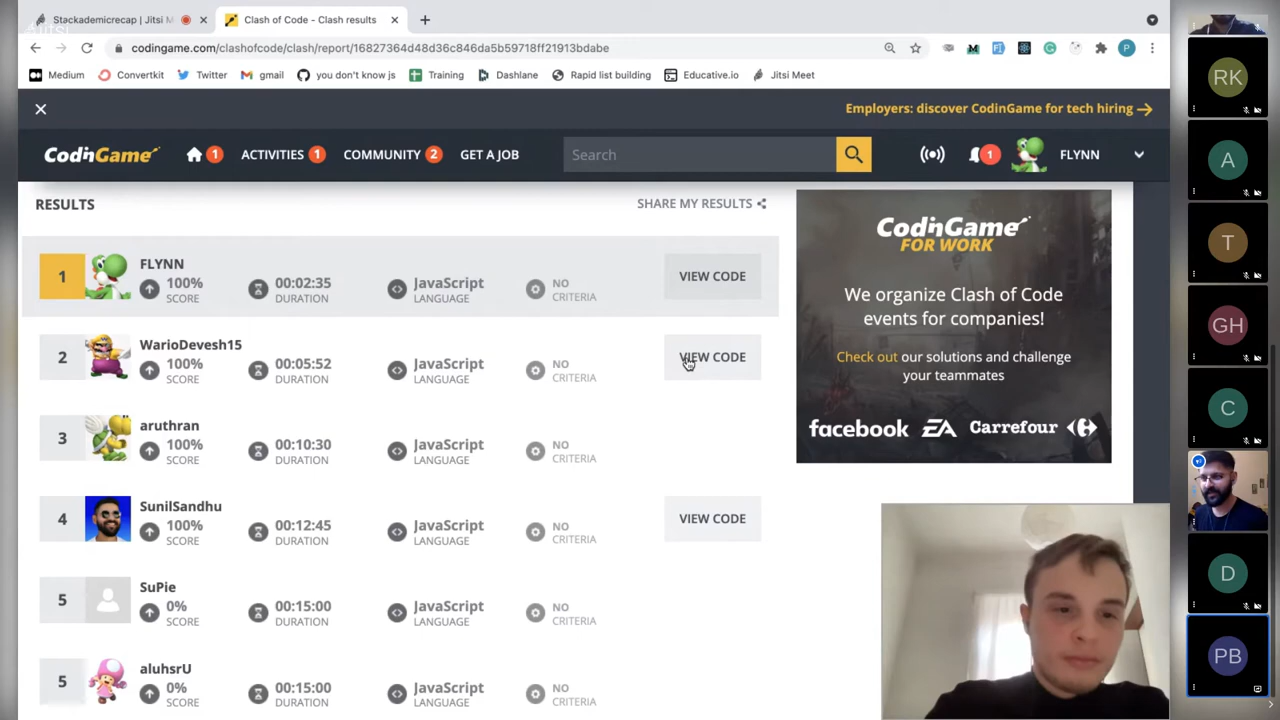 Stackademicrecap | Jitsi M
Clash of Code - Clash results
Jitsi
codingame.com/clashofcode/clash/report/16827364d48d36c846da5b59718ff21913bdabe
P
Medium
Convertkit
Twitter
gmail
you don't know js
Training
Dashlane
Rapid list building
Educative.io
Jitsi Meet
Employers: discover CodinGame for tech hiring
CodinGame
1
ACTIVITIES 1
COMMUNITY 2
GET A JOB
Search
1
FLYNN
RESULTS
SHARE MY RESULTS
1
FLYNN
100%
SCORE
00:02:35
DURATION
JavaScript
LANGUAGE
NO
CRITERIA
VIEW CODE
2
WarioDevesh15
100%
SCORE
00:05:52
DURATION
JavaScript
LANGUAGE
NO
CRITERIA
VIEW CODE
3
aruthran
100%
SCORE
00:10:30
DURATION
JavaScript
LANGUAGE
NO
CRITERIA
4
SunilSandhu
100%
SCORE
00:12:45
DURATION
JavaScript
LANGUAGE
NO
CRITERIA
VIEW CODE
5
SuPie
0%
SCORE
00:15:00
DURATION
JavaScript
LANGUAGE
NO
CRITERIA
5
aluhsrU
0%
SCORE
00:15:00
DURATION
JavaScript
LANGUAGE
NO
CRITERIA
CodinGame
FOR WORK
We organize Clash of Code
events for companies!
Check out our solutions and challenge
your teammates
facebook EA Carrefour
RK
A
T
GH
C
D
PB